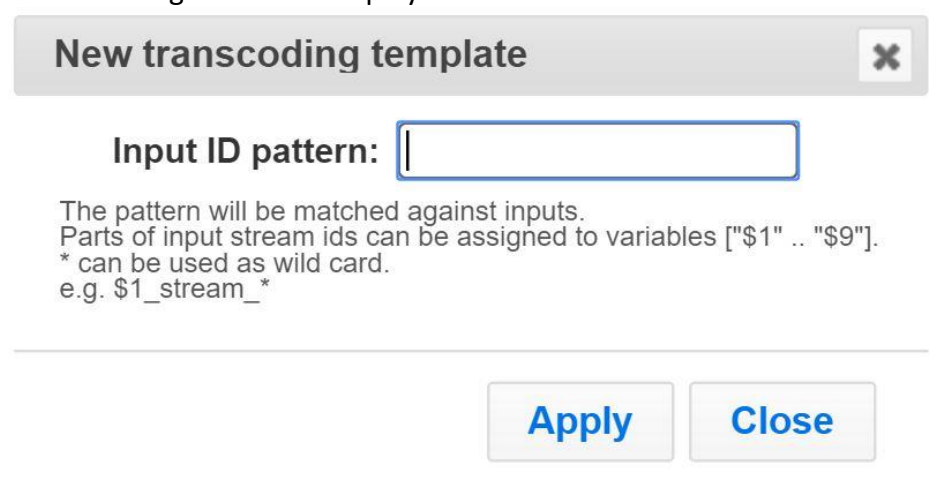 New transcoding template
Input ID pattern:
The pattern will be matched against inputs.
Parts of input stream ids can be assigned to variables ["$1" .. "$9"].
* can be used as wild card.
e.g. $1_stream_*
Apply Close